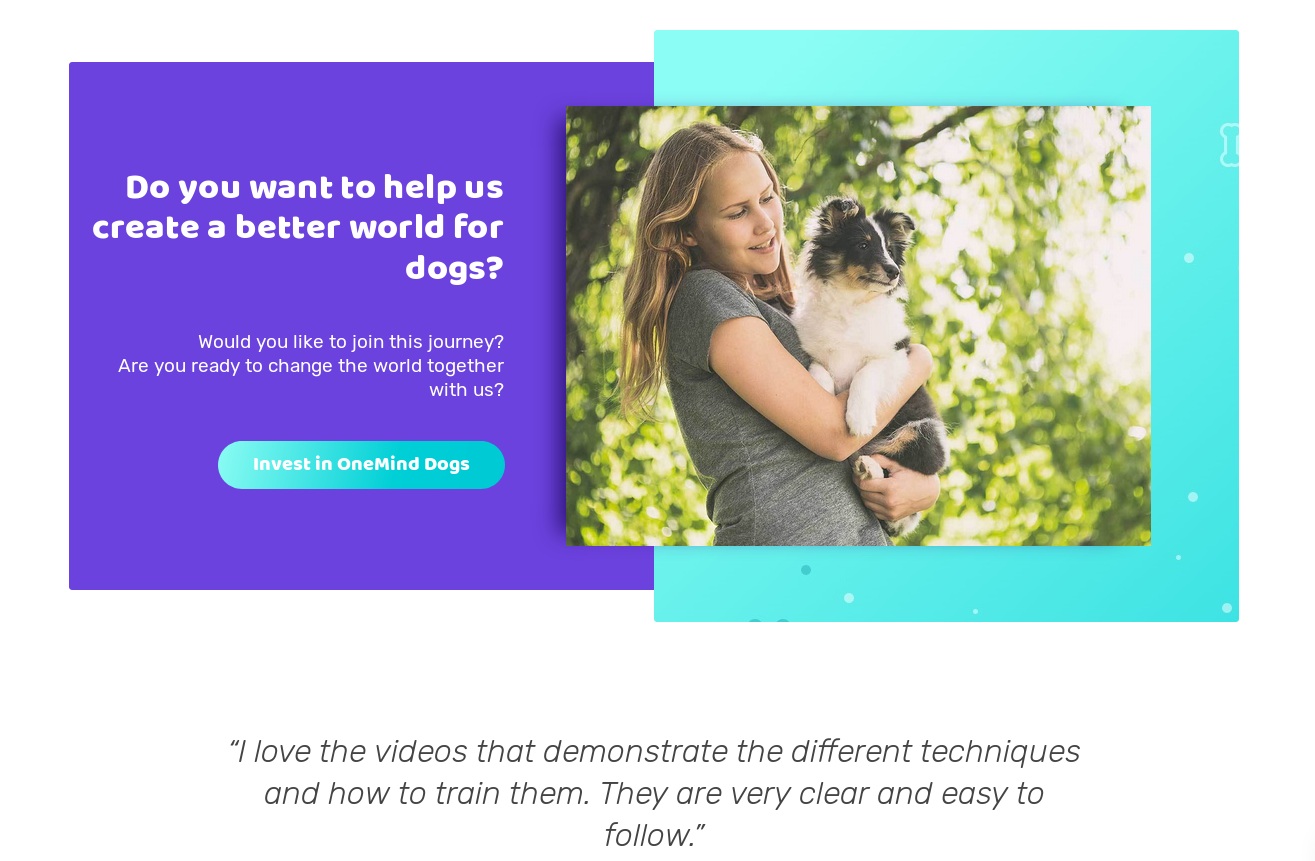 Do you want to help us
create a better world for
dogs?
Would you like to join this journey?
Are you ready to change the world together
with us?
Invest in OneMind Dogs
“I love the videos that demonstrate the different techniques
and how to train them. They are very clear and easy to
follow.”